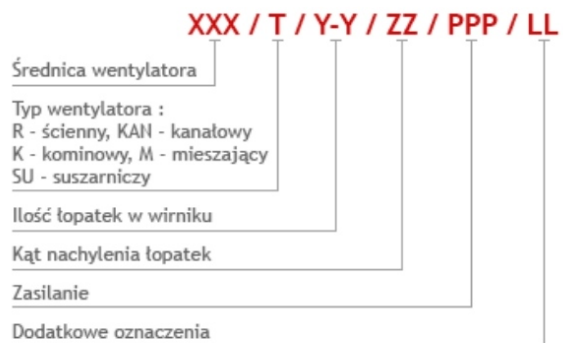 XXX / T / Y-Y / ZZ / PPP / LL
Średnica wentylatora
Typ wentylatora :
R - ścienny, KAN - kanałowy
K - kominowy, M - mieszający
SU - suszarniczy
Ilość łopatek w wirniku
Kąt nachylenia łopatek
Zasilanie
Dodatkowe oznaczenia